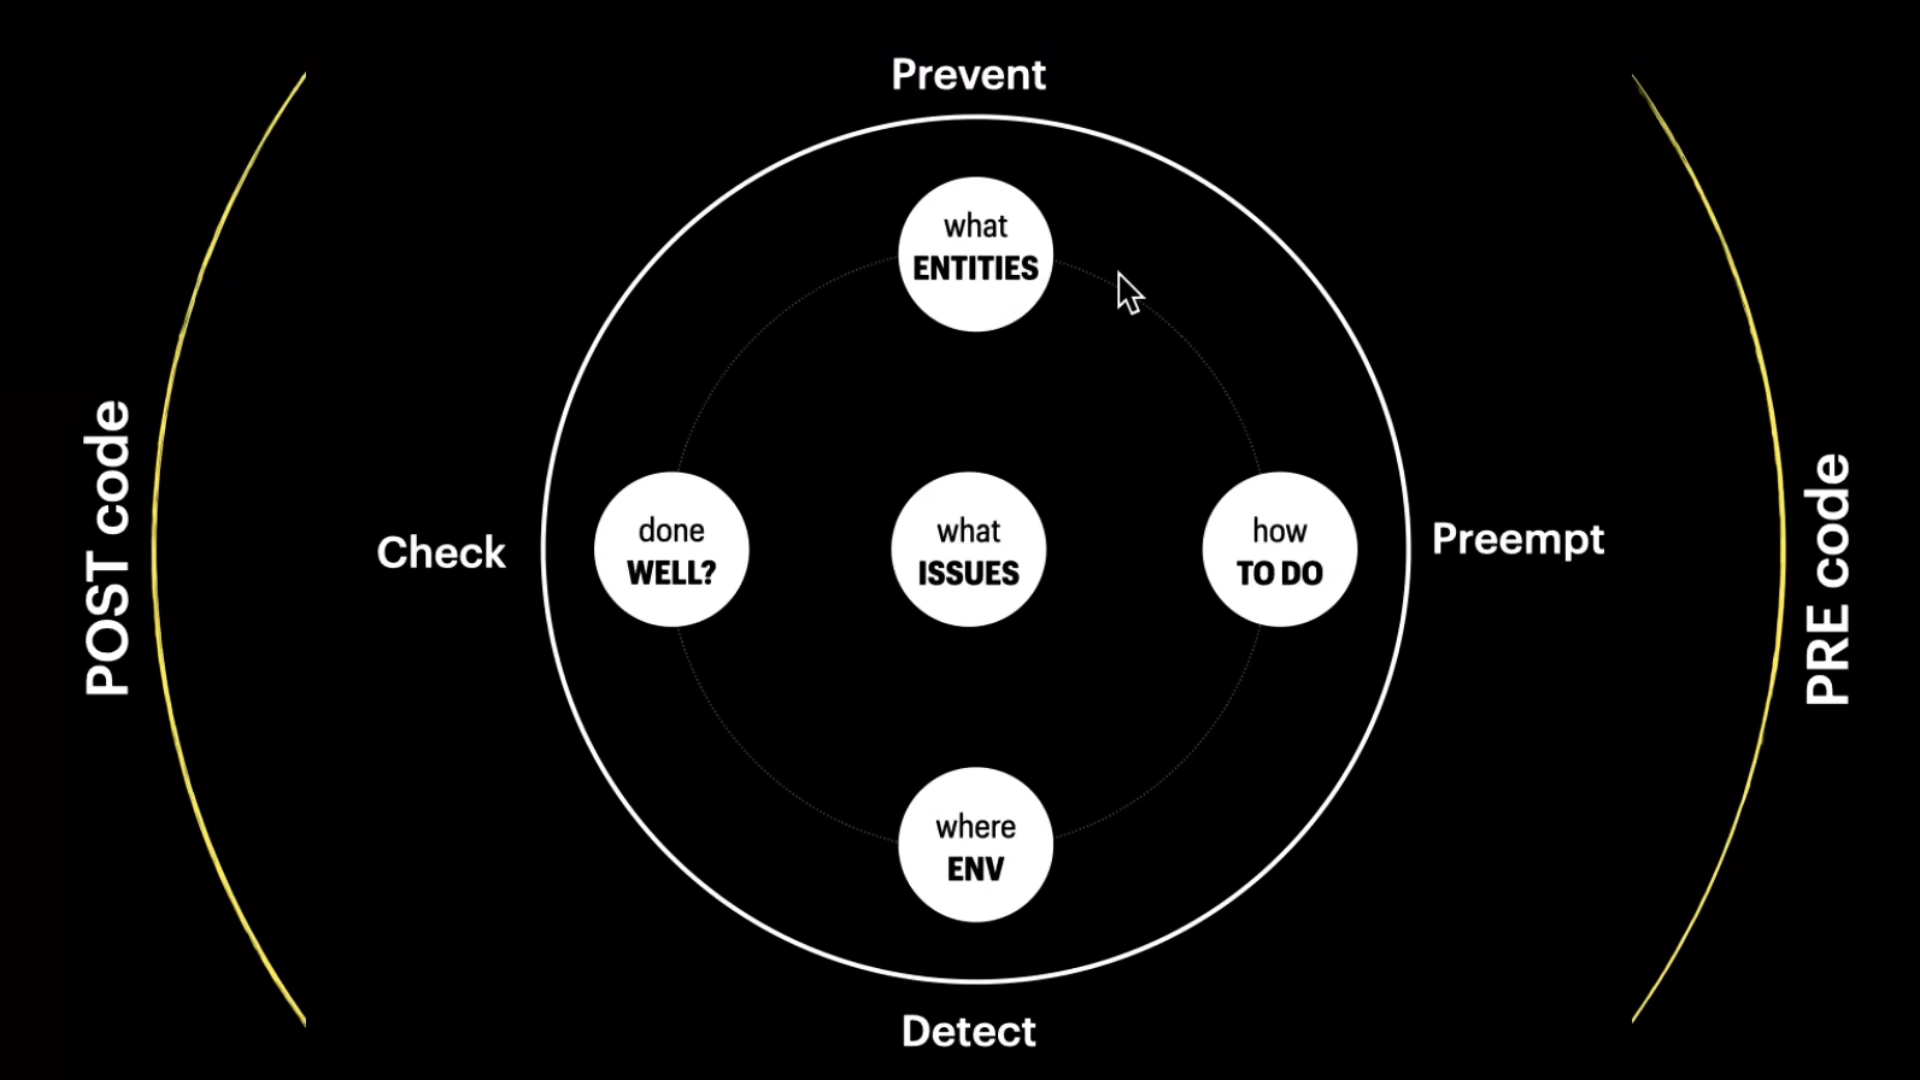 Prevent
what
ENTITIES
POST code
Check
done
WELL?
what
ISSUES
how
TO DO
Preempt
PRE code
where
ENV
Detect